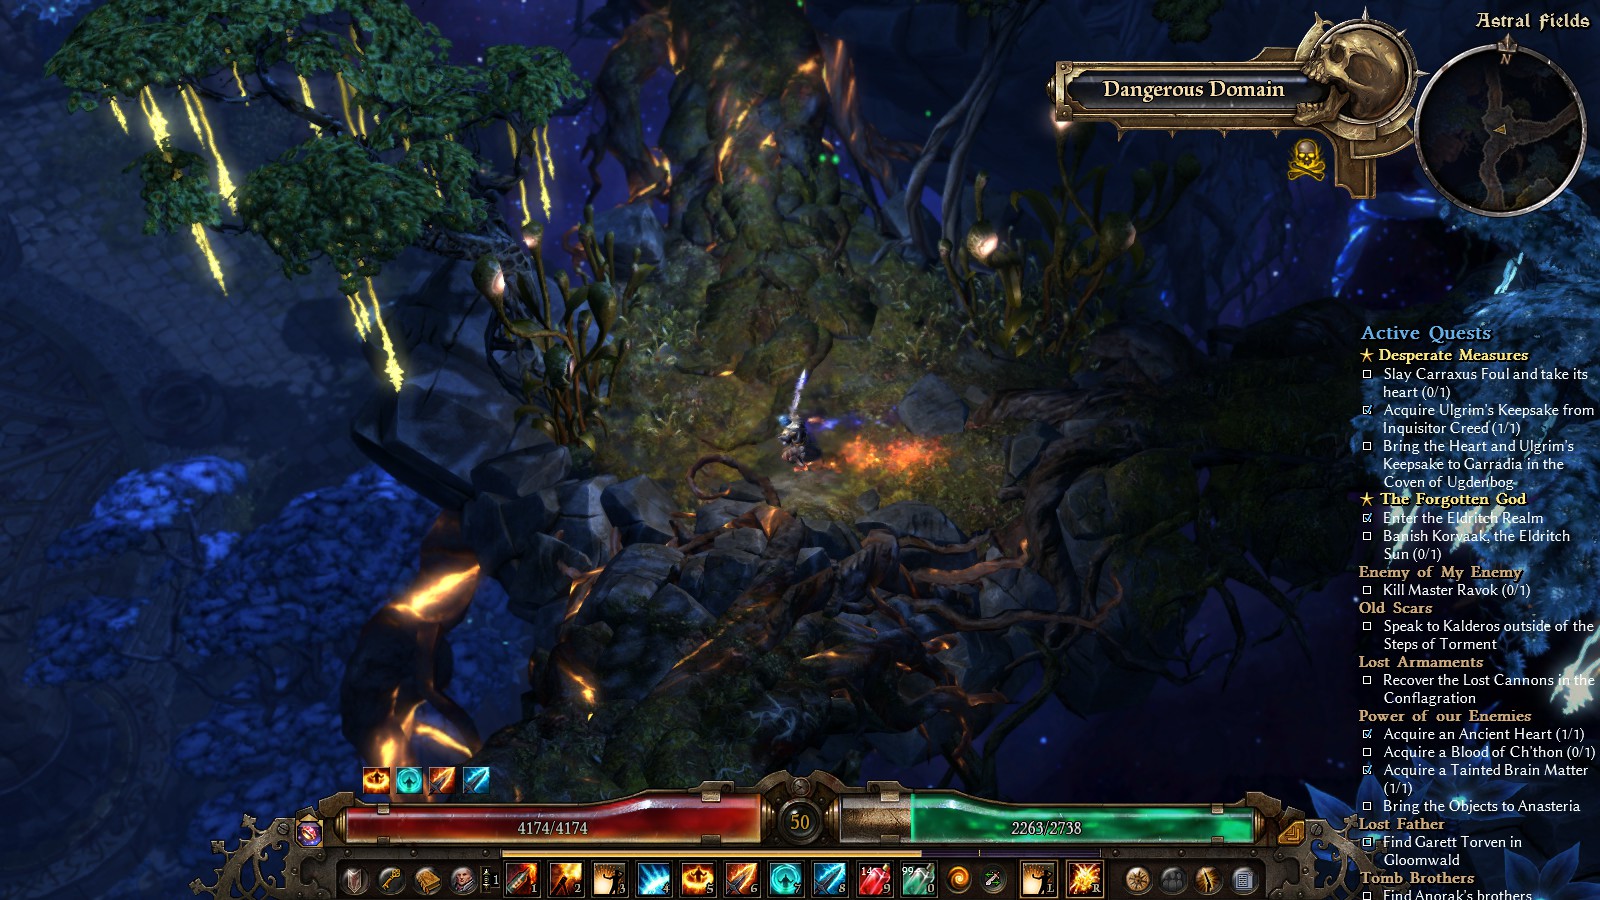 Astral Fields
Dangerous Domain
N
Active Quests
Desperate Measures
Slay Carraxus Foul and take its
heart (0/1)
Acquire Ulgrim's Keepsake from
Inquisitor Creed (1/1)
Bring the Heart and Ulgrim's
Keepsake to Garradia in the
Coven of Ugdenbog
The Forgotten God
Enter the Eldritch Realm
Banish Korvaak, the Eldritch
Sun (0/1)
Enemy of My Enemy
Kill Master Ravok (0/1)
Old Scars
Speak to Kalderos outside of the
Steps of Torment
Lost Armaments
Recover the Lost Cannons in the
Conflagration
Power of our Enemies
Acquire an Ancient Heart (1/1)
Acquire a Blood of Ch'thon (0/1)
Acquire a Tainted Brain Matter
(1/1)
Bring the Objects to Anasteria
Lost Father
Find Garett Torven in
Gloomwald
Tomb Brothers
Find Anorak's brothers
4174/4174
50
2263/2738
1
1 2 3 4 5 6 7 8 9 0 L R